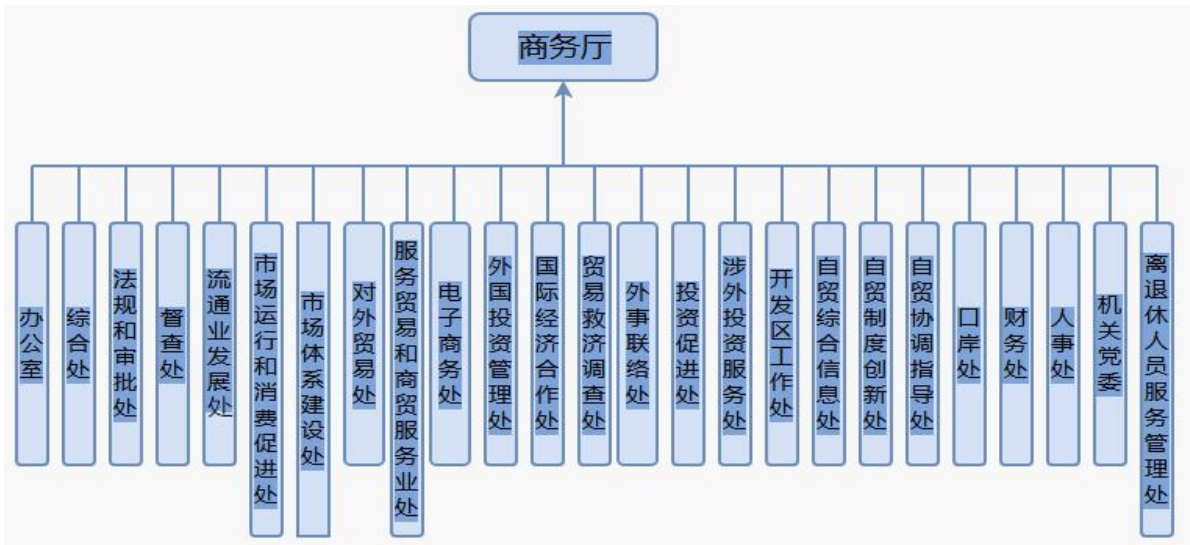 商务厅
办公室
综合处
法规和审批处
督查处
流通业发展处
市场运行和消费促进处
市场体系建设处
对外贸易处
服务贸易和商贸服务业处
电子商务处
外国投资管理处
国际经济合作处
贸易救济调查处
外事联络处
投资促进处
涉外投资服务处
开发区工作处
自贸综合信息处
自贸制度创新处
自贸协调指导处
口岸处
财务处
人事处
机关党委
离退休人员服务管理处